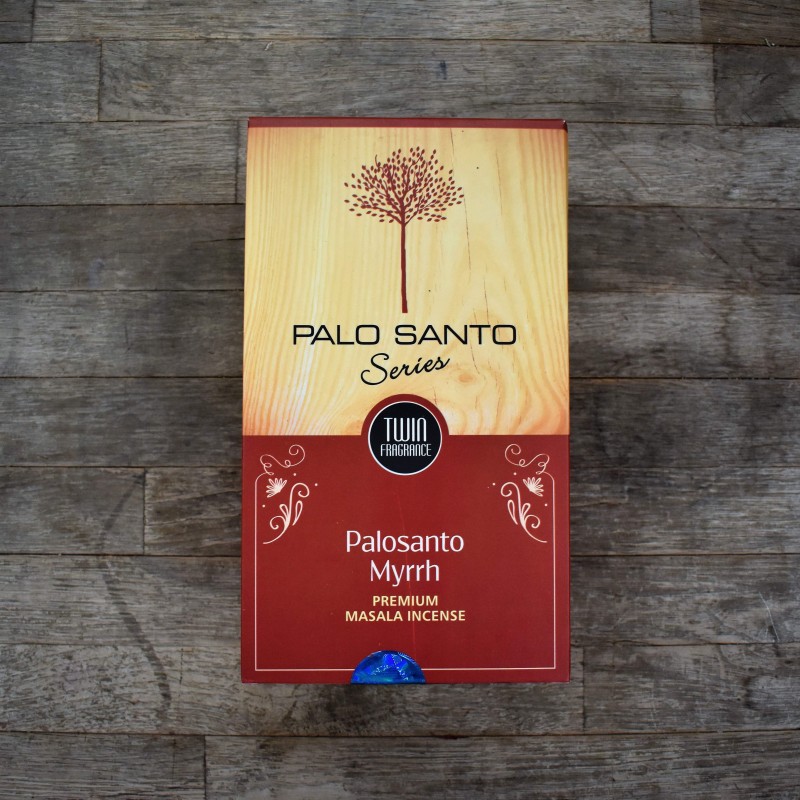 PALO SANTO
Series
TWIN
FRAGRANCE
Palosanto
Myrrh
PREMIUM
MASALA INCENSE